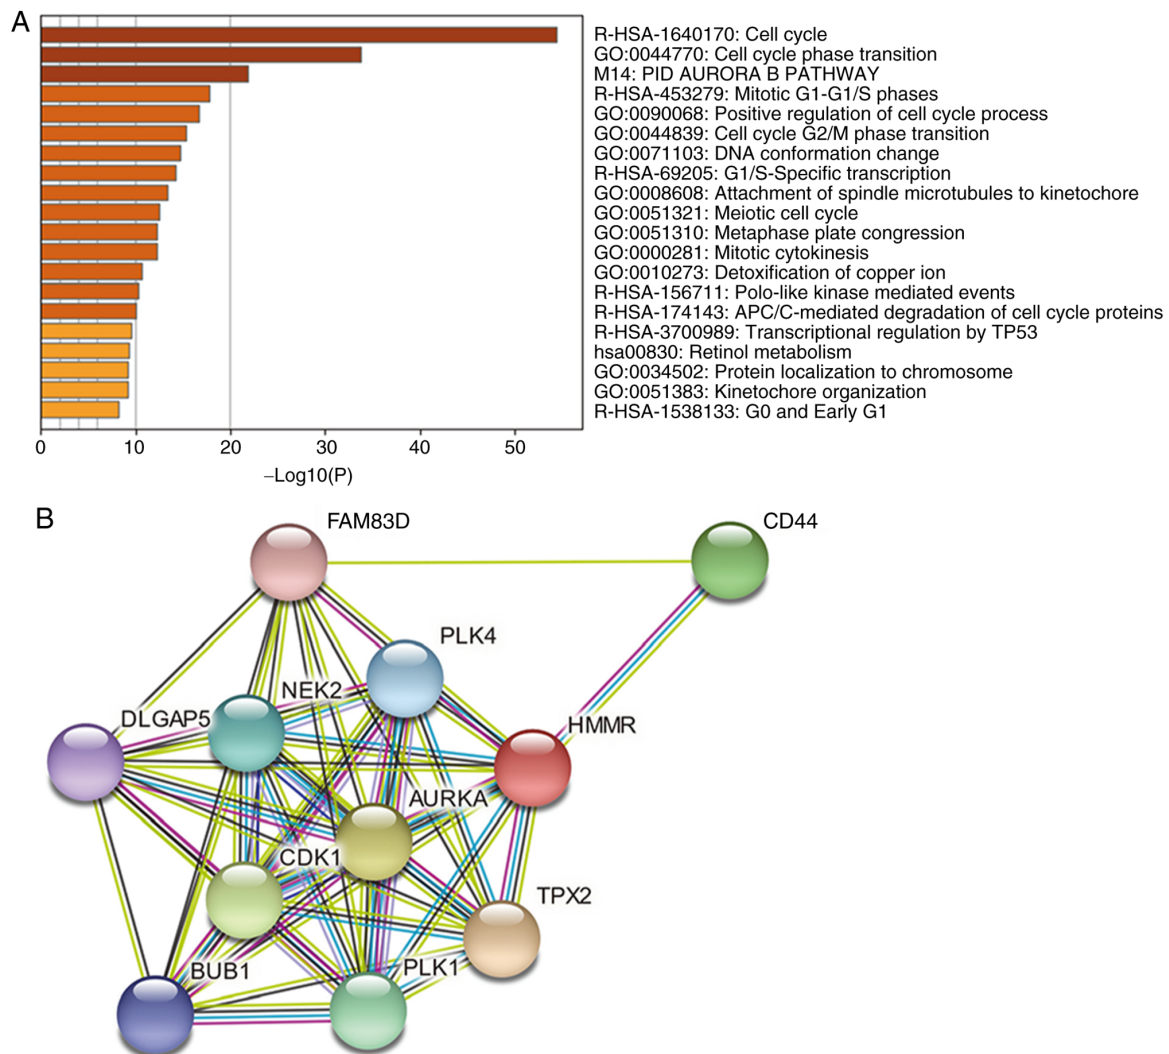 A
R-HSA-1640170: Cell cycle
GO:0044770: Cell cycle phase transition
M14: PID AURORA B PATHWAY
R-HSA-453279: Mitotic G1-G1/S phases
GO:0090068: Positive regulation of cell cycle process
GO:0044839: Cell cycle G2/M phase transition
GO:0071103: DNA conformation change
R-HSA-69205: G1/S-Specific transcription
GO:0008608: Attachment of spindle microtubules to kinetochore
GO:0051321: Meiotic cell cycle
GO:0051310: Metaphase plate congression
GO:0000281: Mitotic cytokinesis
GO:0010273: Detoxification of copper ion
R-HSA-156711: Polo-like kinase mediated events
R-HSA-174143: APC/C-mediated degradation of cell cycle proteins
R-HSA-3700989: Transcriptional regulation by TP53
hsa00830: Retinol metabolism
GO:0034502: Protein localization to chromosome
GO:0051383: Kinetochore organization
R-HSA-1538133: G0 and Early G1
0 10 20 30 40 50
–Log10(P)
B
FAM83D
CD44
PLK4
NEK2
DLGAP5
HMMR
AURKA
CDK1
TPX2
BUB1
PLK1